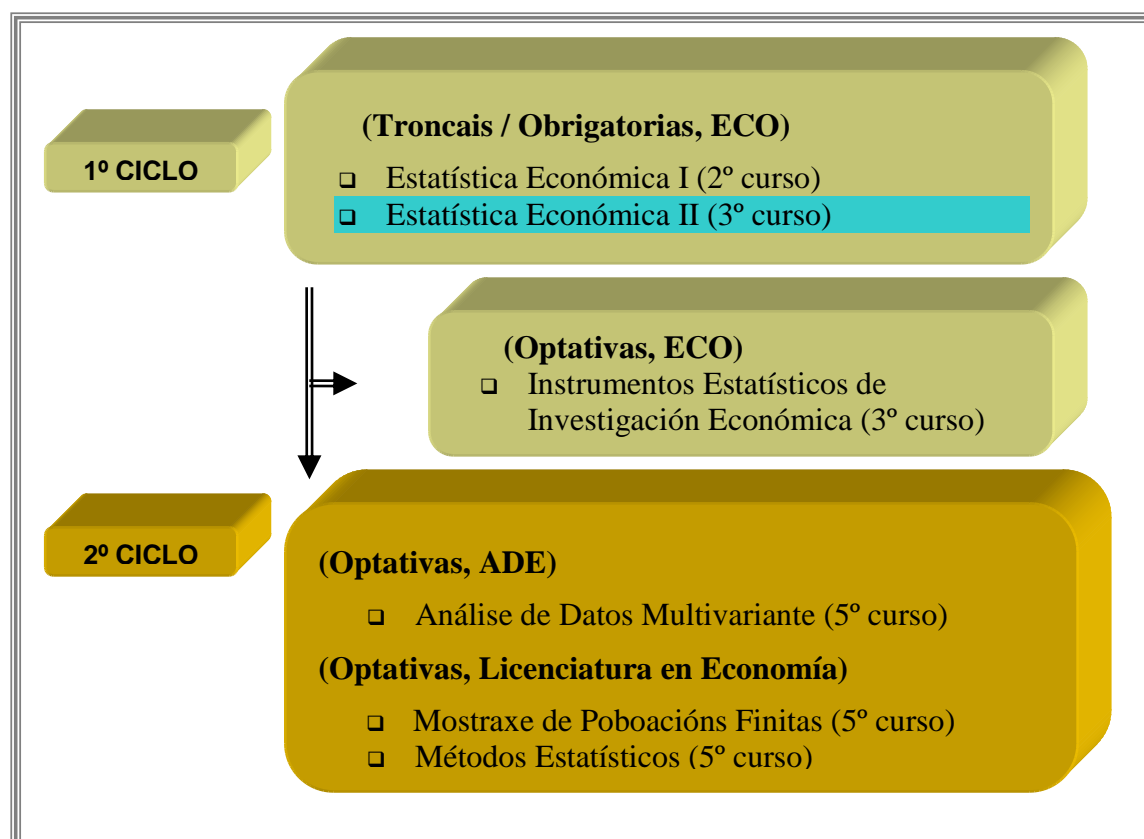 1º CICLO
(Troncais / Obrigatorias, ECO)
❑ Estatística Económica I (2º curso)
❑ Estatística Económica II (3º curso)
(Optativas, ECO)
❑ Instrumentos Estatísticos de
Investigación Económica (3º curso)
2º CICLO
(Optativas, ADE)
❑ Análise de Datos Multivariante (5º curso)
(Optativas, Licenciatura en Economía)
❑ Mostraxe de Poboacións Finitas (5º curso)
❑ Métodos Estatísticos (5º curso)